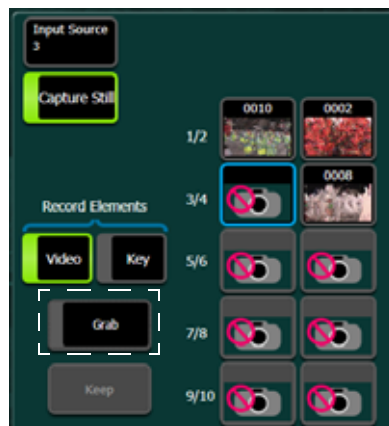 Input Source
3
Capture Still
0010
0002
1/2
0008
3/4
Record Elements
Video
Key
5/6
Grab
7/8
Keep
9/10